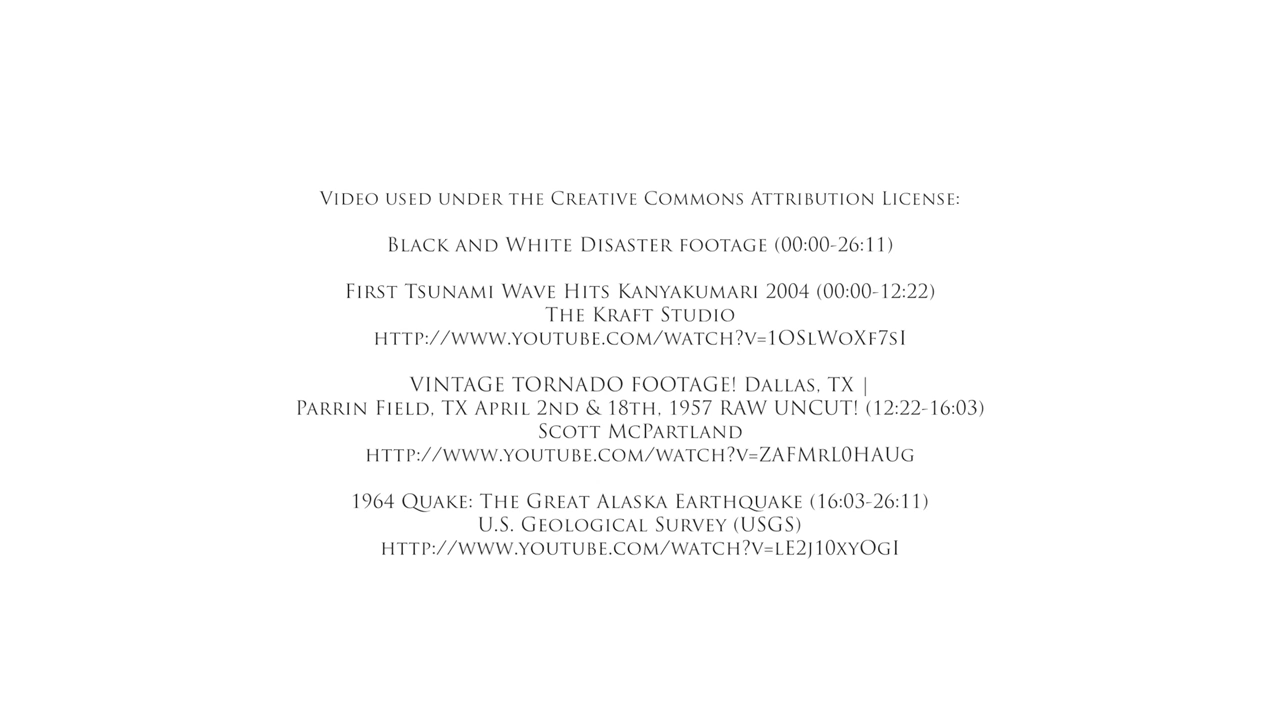 Video used under the Creative Commons Attribution License:
Black and White Disaster footage (00:00-26:11)
First Tsunami Wave Hits Kanyakumari 2004 (00:00-12:22)
The Kraft Studio
http://www.youtube.com/watch?v=1OSlWoXf7sI
VINTAGE TORNADO FOOTAGE! Dallas, TX |
Parrin Field, TX April 2nd & 18th, 1957 RAW UNCUT! (12:22-16:03)
Scott McPartland
http://www.youtube.com/watch?v=ZAFMrL0HAUg
1964 Quake: The Great Alaska Earthquake (16:03-26:11)
U.S. Geological Survey (USGS)
http://www.youtube.com/watch?v=lE2j10xyOgI